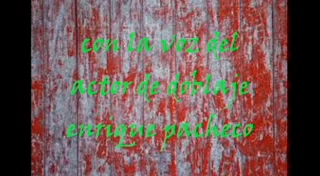 con la voz del
actor de doblaje
enrique pacheco